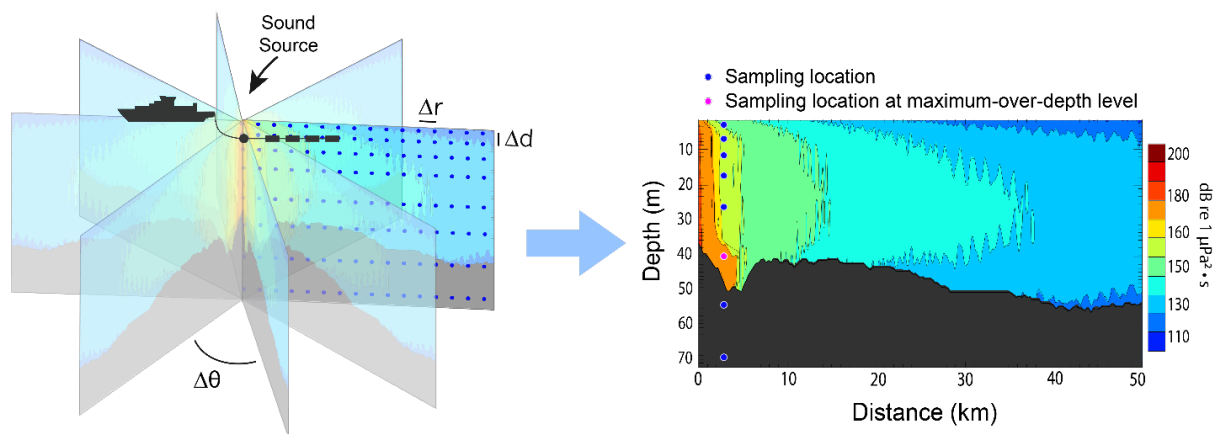 Sound
Source
Δr
Δd
Δθ
Sampling location
Sampling location at maximum-over-depth level
Depth (m)
10
20
30
40
50
60
70
0
10
20
30
40
50
Distance (km)
200
180
160
150
130
110
dB re 1 μPa²• s